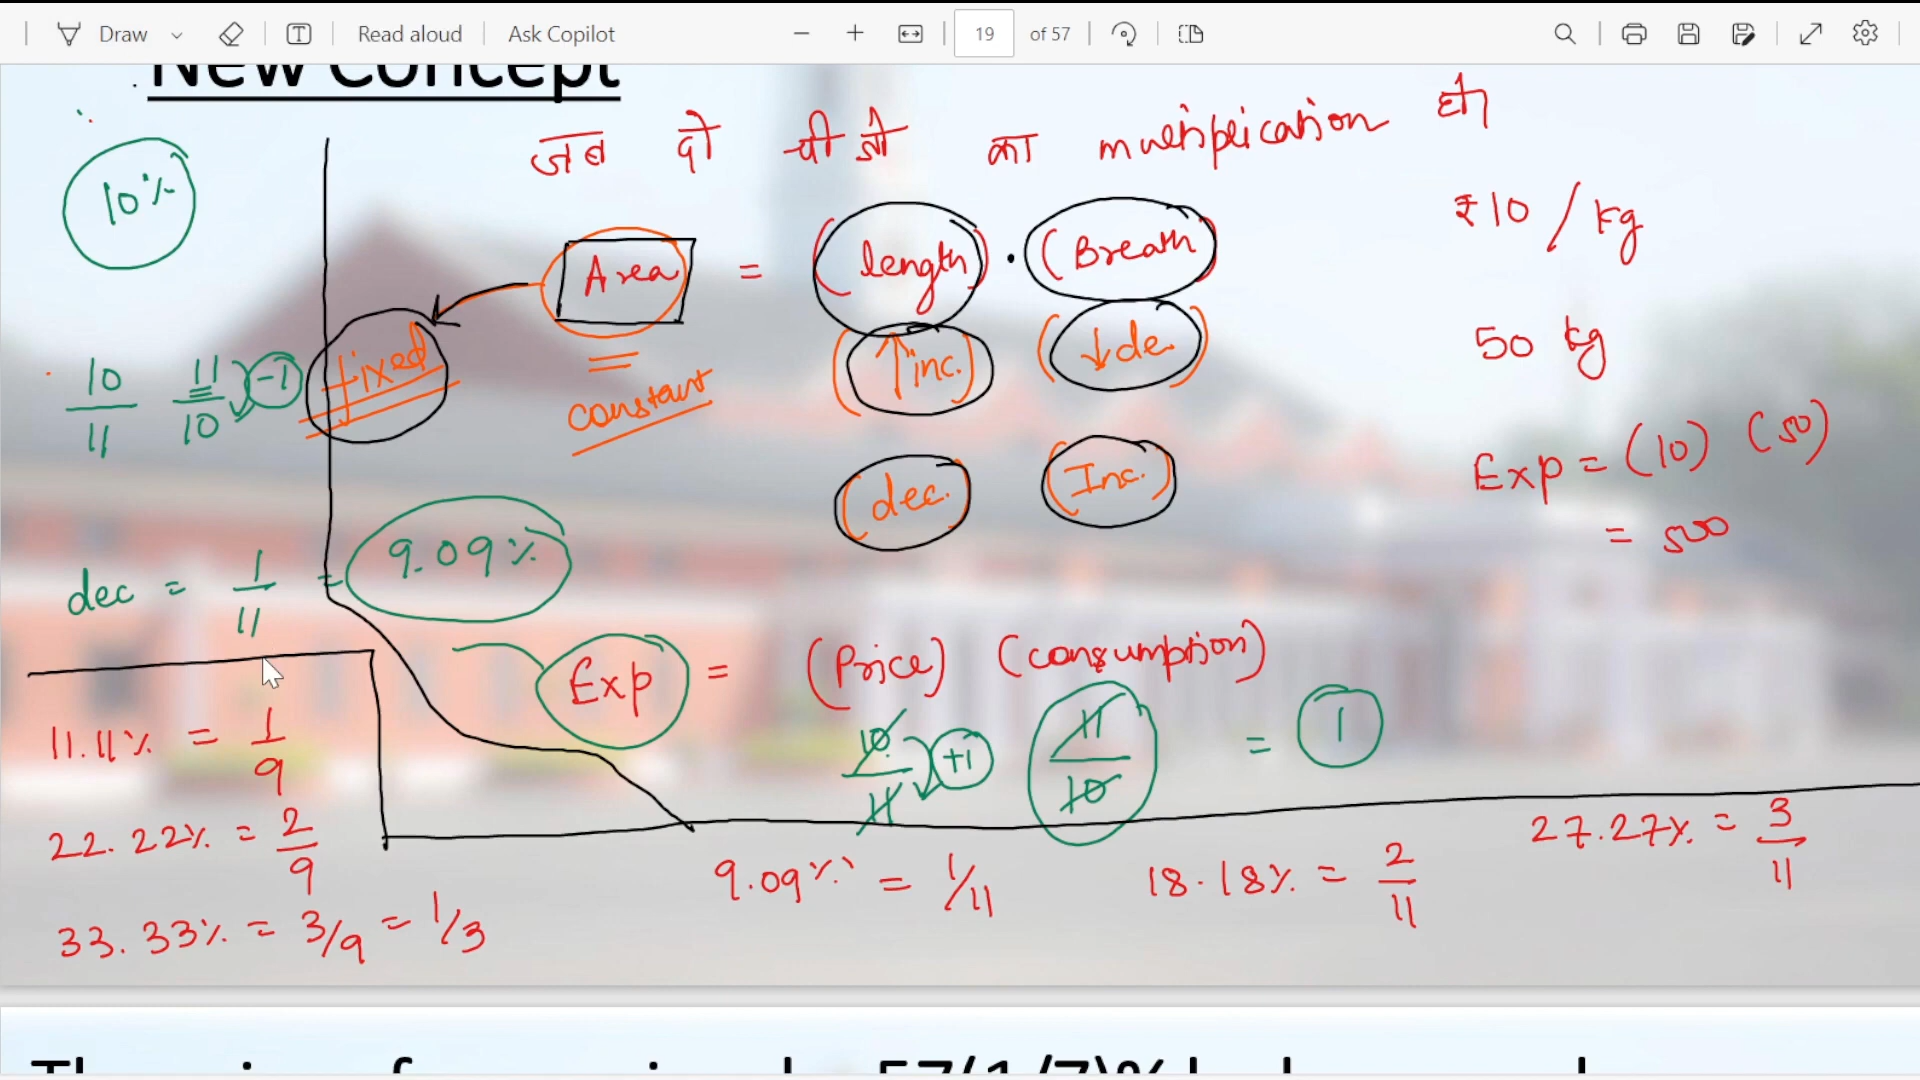 Draw Read aloud Ask Copilot 19 of 57
New Concept
जब दो चीजो का multiplication हो
10%
Area = (length) · (Breath)
₹10 / kg
fixed = constant (↑ inc.) (↓ de)
50 kg
10/11 11/10 -1
(dec.) (Inc.)
Exp = (10) (50)
= 500
dec = 1/11 = 9.09%
Exp = (Price) (consumption)
10/11 +1 11/10 = 1
11.11% = 1/9
22.22% = 2/9
33.33% = 3/9 = 1/3
9.09% = 1/11
18.18% = 2/11
27.27% = 3/11